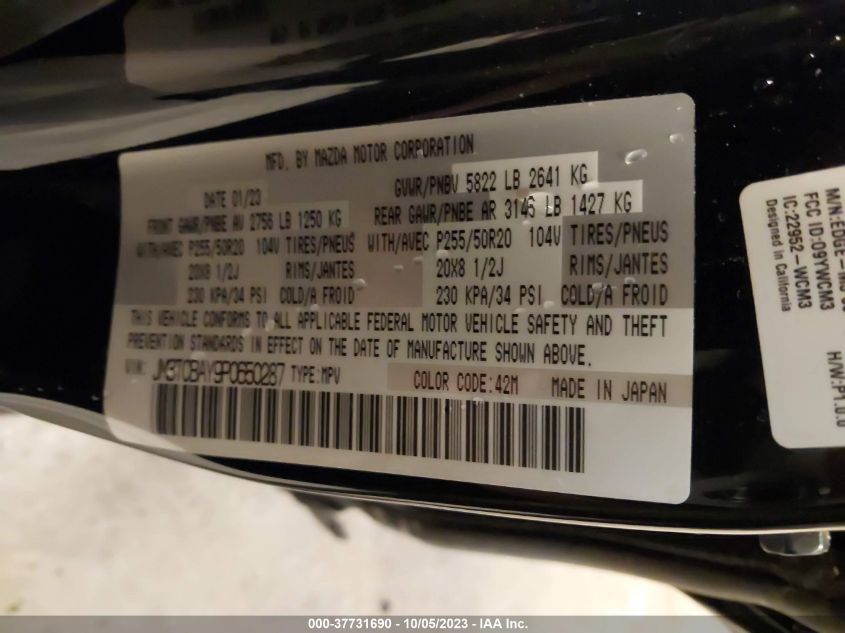 MFD. BY MAZDA MOTOR CORPORATION
DATE 01/23
GVWR/PNBV 5822 LB 2641 KG
FRONT GAWR/PNBE AV 2756 LB 1250 KG
REAR GAWR/PNBE AR 3146 LB 1427 KG
WITH/AVEC P255/50R20 104V TIRES/PNEUS
WITH/AVEC P255/50R20 104V TIRES/PNEUS
20X8 1/2J RIMS/JANTES
20X8 1/2J RIMS/JANTES
230 KPA/34 PSI COLD/A FROID
230 KPA/34 PSI COLD/A FROID
THIS VEHICLE CONFORMS TO ALL APPLICABLE FEDERAL MOTOR VEHICLE SAFETY AND THEFT
PREVENTION STANDARDS IN EFFECT ON THE DATE OF MANUFACTURE SHOWN ABOVE.
VIN: JM3TCBAY9P0650287 TYPE:MPV COLOR CODE:42M MADE IN JAPAN
FCC ID:O9YWCM3
IC:22952-WCM3
Designed in California
H/W:P1.0.0
000-37731690 - 10/05/2023 - IAA Inc.